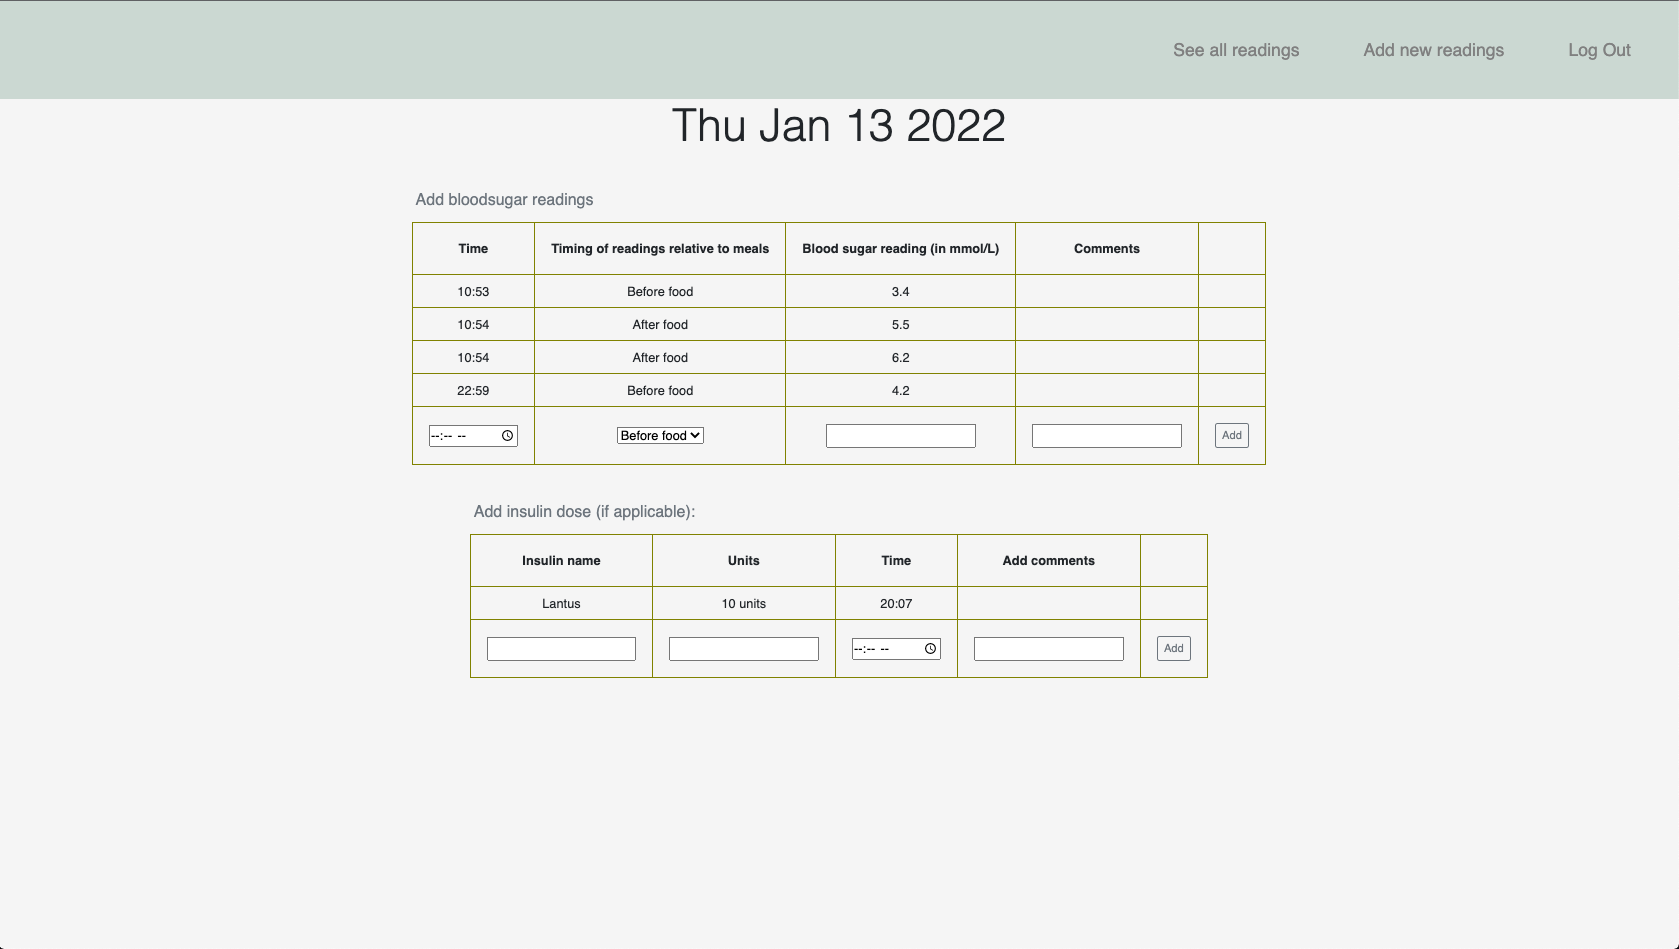 See all readings Add new readings Log Out
Thu Jan 13 2022
Add bloodsugar readings
Time Timing of readings relative to meals Blood sugar reading (in mmol/L) Comments
10:53 Before food 3.4
10:54 After food 5.5
10:54 After food 6.2
22:59 Before food 4.2
--:-- -- Before food Add
Add insulin dose (if applicable):
Insulin name Units Time Add comments
Lantus 10 units 20:07
--:-- -- Add